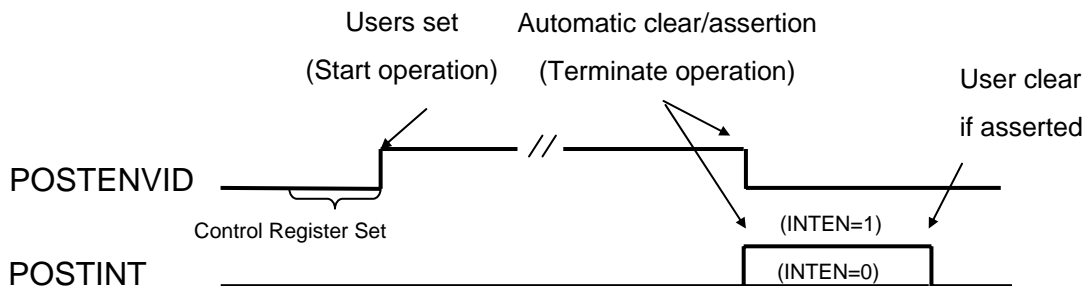 Users set
(Start operation)
Automatic clear/assertion
(Terminate operation)
User clear
if asserted
POSTENVID
Control Register Set
(INTEN=1)
POSTINT
(INTEN=0)